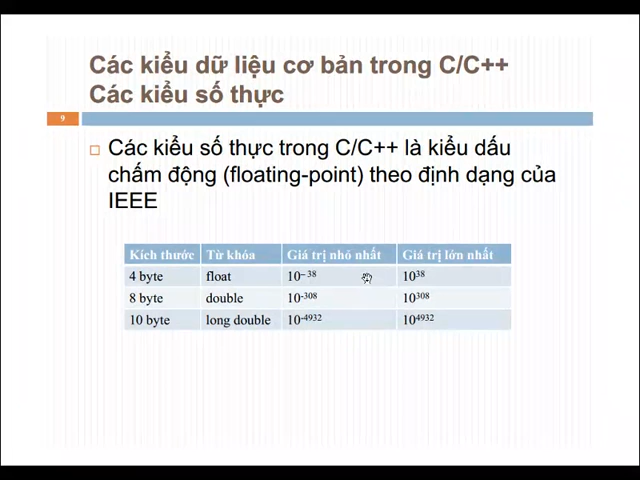 Các kiểu dữ liệu cơ bản trong C/C++
Các kiểu số thực
9
Các kiểu số thực trong C/C++ là kiểu dấu
chấm động (floating-point) theo định dạng của
IEEE
Kích thước Từ khóa Giá trị nhỏ nhất Giá trị lớn nhất
4 byte float 10⁻³⁸ 10³⁸
8 byte double 10⁻³⁰⁸ 10³⁰⁸
10 byte long double 10⁻⁴⁹³² 10⁴⁹³²